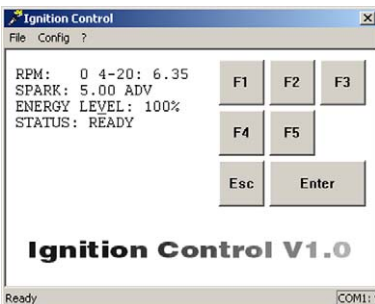 Ignition Control
File Config ?
RPM: 0 4-20: 6.35
SPARK: 5.00 ADV
ENERGY LEVEL: 100%
STATUS: READY
F1 F2 F3
F4 F5
Esc Enter
Ignition Control V1.0
Ready COM1: